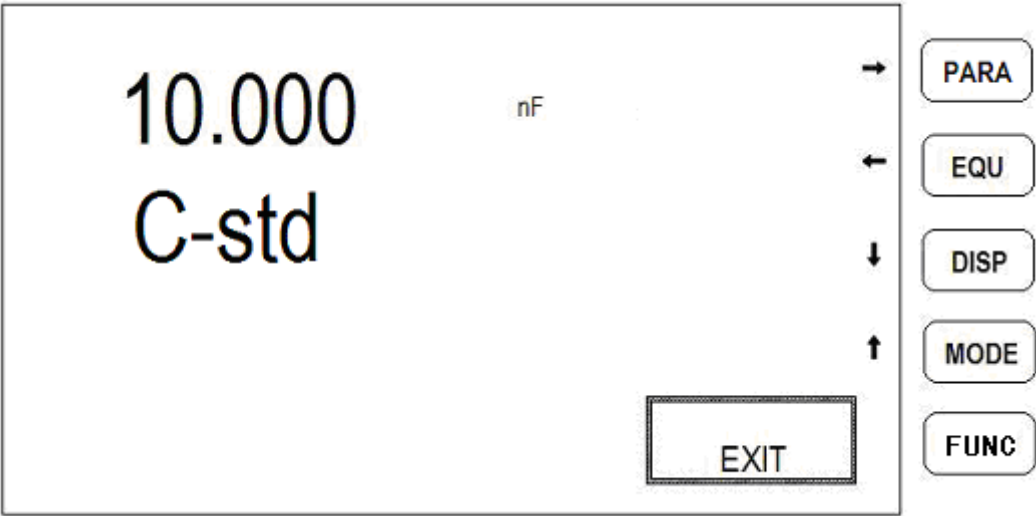 10.000 nF
C-std
EXIT
→ PARA
← EQU
↓ DISP
↑ MODE
FUNC